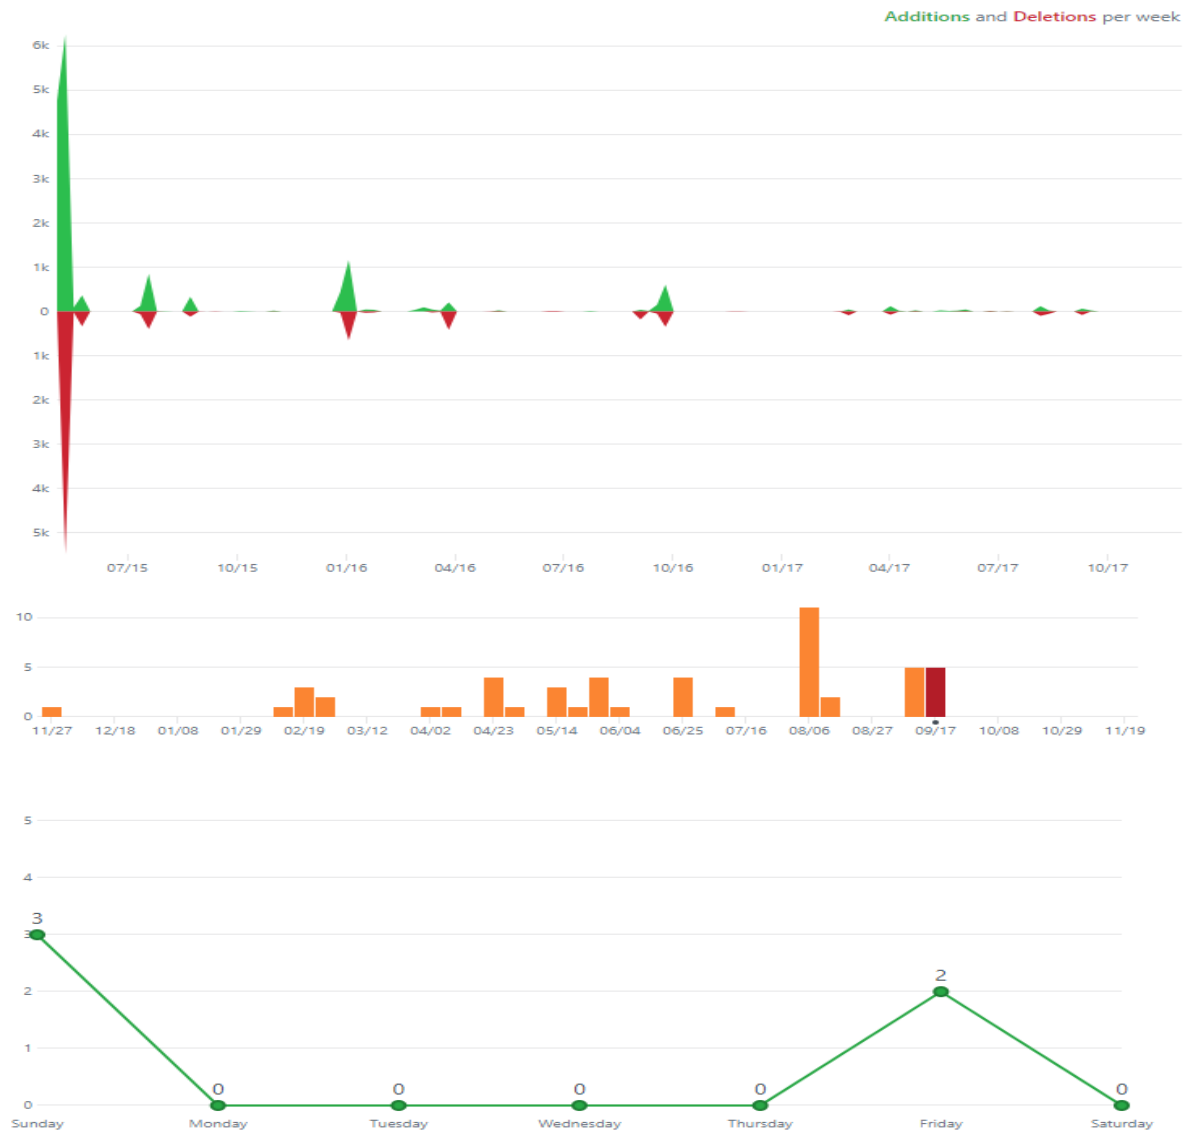 Additions and Deletions per week
6k
5k
4k
3k
2k
1k
0
1k
2k
3k
4k
5k
07/15 10/15 01/16 04/16 07/16 10/16 01/17 04/17 07/17 10/17
10
5
0
11/27 12/18 01/08 01/29 02/19 03/12 04/02 04/23 05/14 06/04 06/25 07/16 08/06 08/27 09/17 10/08 10/29 11/19
5
4
3
3
2
2
1
0 0 0 0 0
0
Sunday Monday Tuesday Wednesday Thursday Friday Saturday